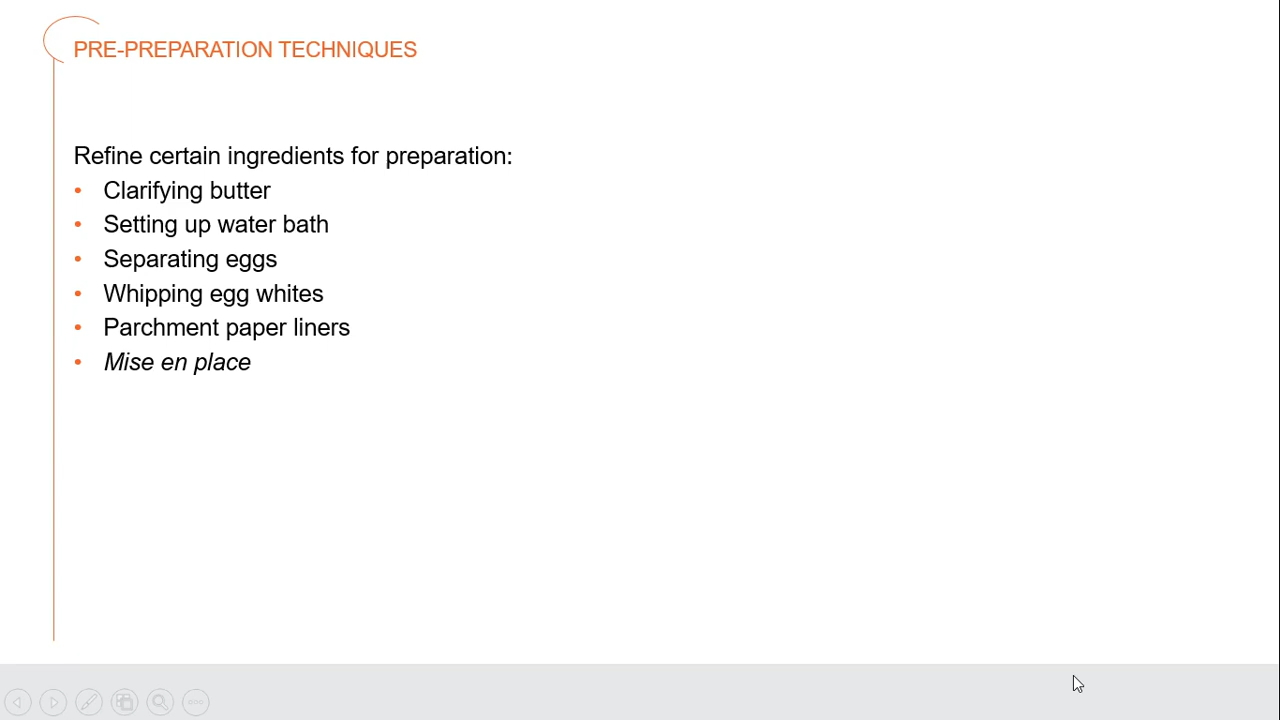 PRE-PREPARATION TECHNIQUES
Refine certain ingredients for preparation:
• Clarifying butter
• Setting up water bath
• Separating eggs
• Whipping egg whites
• Parchment paper liners
• Mise en place